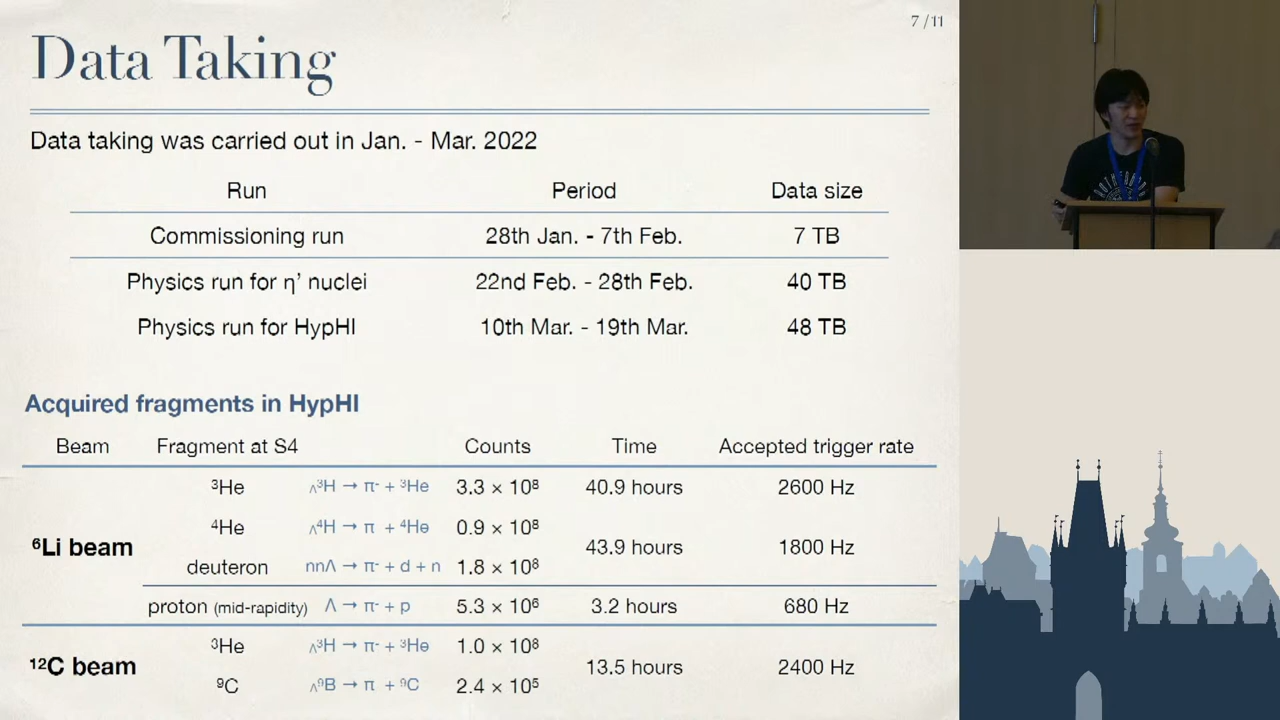 7 / 11
Data Taking
Data taking was carried out in Jan. - Mar. 2022
Run Period Data size
Commissioning run 28th Jan. - 7th Feb. 7 TB
Physics run for η' nuclei 22nd Feb. - 28th Feb. 40 TB
Physics run for HypHI 10th Mar. - 19th Mar. 48 TB
Acquired fragments in HypHI
Beam Fragment at S4 Counts Time Accepted trigger rate
³He Λ³H → π⁻ + ³He 3.3 × 10⁸ 40.9 hours 2600 Hz
⁴He Λ⁴H → π + ⁴He 0.9 × 10⁸
⁶Li beam 43.9 hours 1800 Hz
deuteron nnΛ → π⁻ + d + n 1.8 × 10⁸
proton (mid-rapidity) Λ → π⁻ + p 5.3 × 10⁶ 3.2 hours 680 Hz
³He Λ³H → π⁻ + ³He 1.0 × 10⁸
¹²C beam 13.5 hours 2400 Hz
⁹C Λ⁹B → π + ⁹C 2.4 × 10⁵